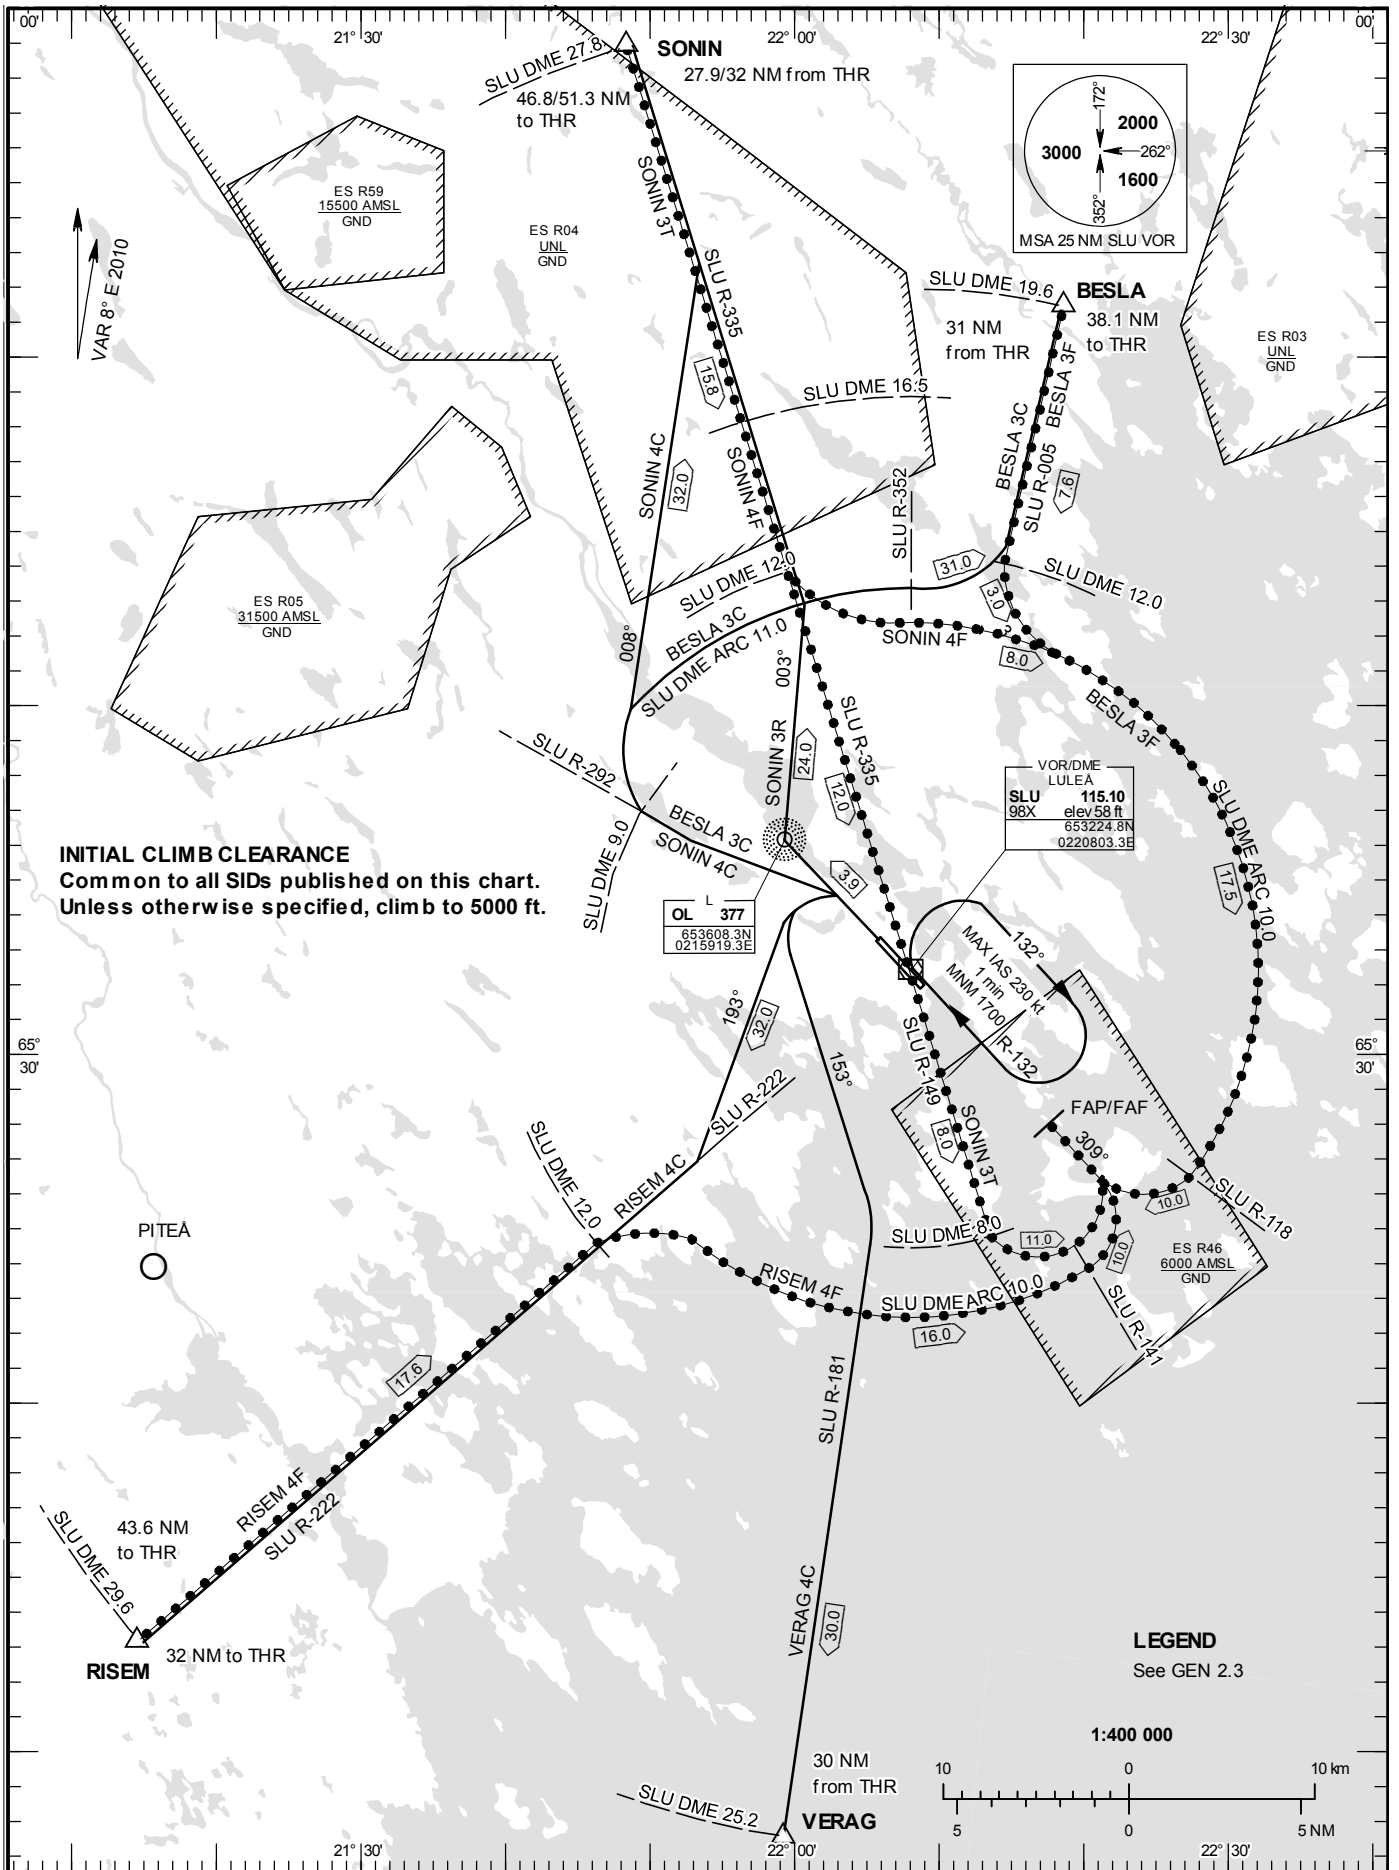 00'
21° 30'
22° 00'
22° 30'
00'
SLU DME 27.8
SONIN
27.9/32 NM from THR
46.8/51.3 NM
to THR
172°
2000
3000
262°
1600
352°
MSA 25 NM SLU VOR
ES R59
15500 AMSL
GND
ES R04
UNL
GND
SONIN 3T
VAR 8° E 2010
SLU R-335
SLU DME 19.6
BESLA
31 NM
from THR
38.1 NM
to THR
ES R03
UNL
GND
15.8
SLU DME 16.5
BESLA 3F
BESLA 3C
SLU R-005
7.6
SONIN 4C
32.0
SONIN 4F
SLU R-352
SLU DME 12.0
31.0
SLU DME 12.0
3.0
ES R05
31500 AMSL
GND
008°
BESLA 3C
SLU DME ARC 11.0
SONIN 4F
8.0
003°
BESLA 3F
SLU R-335
SLU R-292
SONIN 3R
24.0
12.0
VOR/DME
LULEÅ
SLU 115.10
98X elev 58 ft
653224.8N
0220803.3E
SLU DME ARC 10.0
17.5
BESLA 3C
SONIN 4C
SLU DME 9.0
INITIAL CLIMB CLEARANCE
Common to all SIDs published on this chart.
Unless otherwise specified, climb to 5000 ft.
3.9
L
OL 377
653608.3N
0215919.3E
132°
MAX IAS 230 kt
1 min
MNM 1700
R-132
193°
32.0
153°
SLU R-149
65°
30'
65°
30'
SLU R-222
FAP/FAF
309°
8.0
SONIN 3T
SLU DME 12.0
RISEM 4C
10.0
SLU R-118
PITEÅ
SLU DME 8.0
11.0
10.0
ES R46
6000 AMSL
GND
RISEM 4F
SLU DME ARC 10.0
16.0
SLU R-141
17.6
SLU R-181
RISEM 4F
SLU R-222
43.6 NM
to THR
SLU DME 29.6
VERAG 4C
30.0
32 NM to THR
RISEM
LEGEND
See GEN 2.3
1:400 000
30 NM
from THR
10 0 10 km
5 0 5 NM
SLU DME 25.2
VERAG
21° 30'
22° 00'
22° 30'